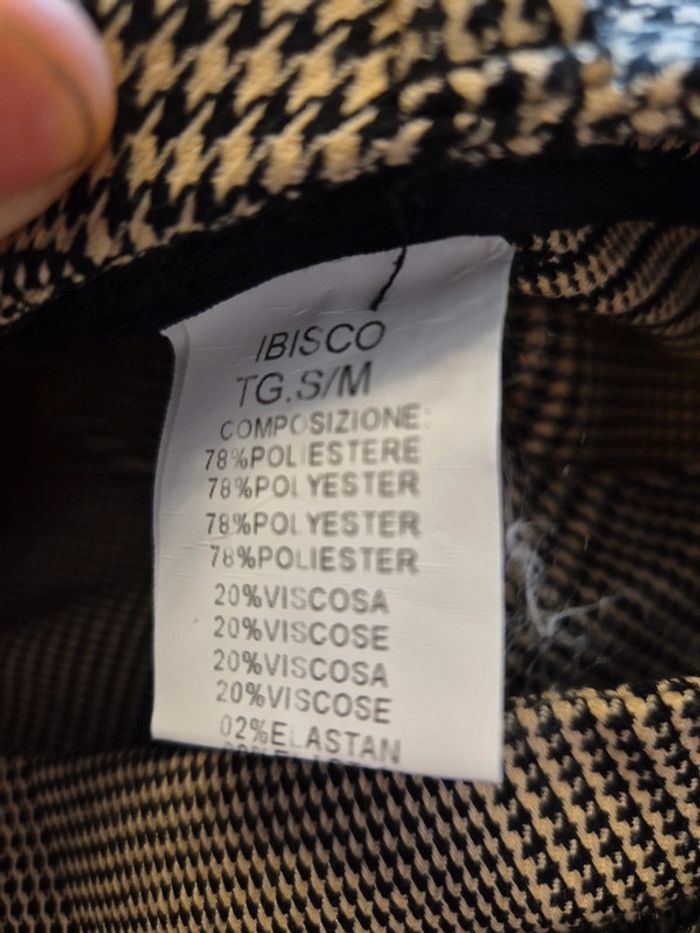 IBISCO
TG.S/M
COMPOSIZIONE:
78%POLIESTERE
78%POLYESTER
78%POLYESTER
78%POLIESTER
20%VISCOSA
20%VISCOSE
20%VISCOSA
20%VISCOSE
02%ELASTAN